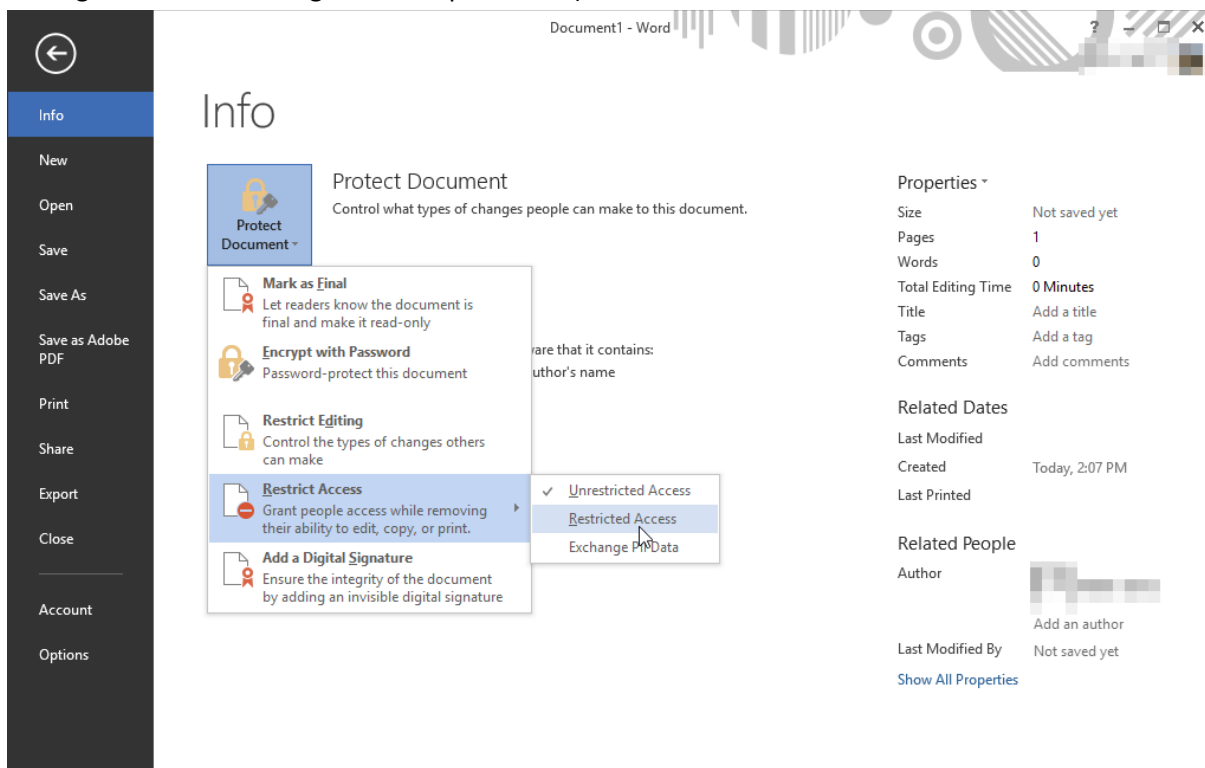 Document1 - Word
?
Info
New
Open
Save
Save As
Save as Adobe
PDF
Print
Share
Export
Close
Account
Options
Info
Protect
Document
Protect Document
Control what types of changes people can make to this document.
Mark as Final
Let readers know the document is
final and make it read-only
Encrypt with Password
Password-protect this document
Restrict Editing
Control the types of changes others
can make
Restrict Access
Grant people access while removing
their ability to edit, copy, or print.
Add a Digital Signature
Ensure the integrity of the document
by adding an invisible digital signature
that it contains:
name
Unrestricted Access
Restricted Access
Exchange Data
Properties
Size Not saved yet
Pages 1
Words 0
Total Editing Time 0 Minutes
Title Add a title
Tags Add a tag
Comments Add comments
Related Dates
Last Modified
Created Today, 2:07 PM
Last Printed
Related People
Author
Add an author
Last Modified By Not saved yet
Show All Properties